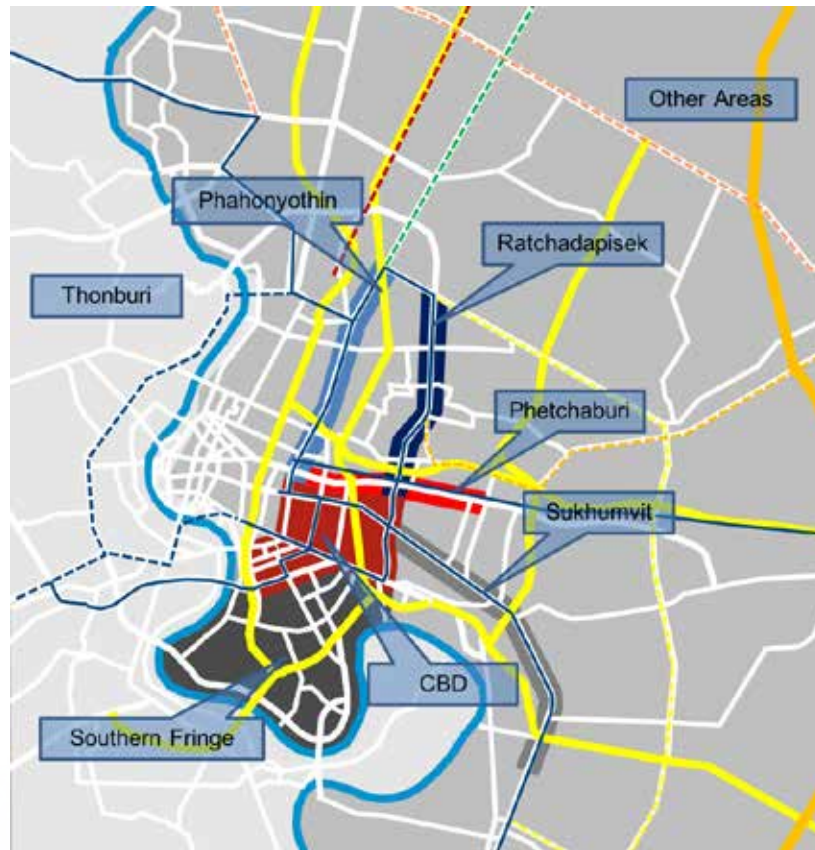 Other Areas
Phahonyothin
Ratchadapisek
Thonburi
Phetchaburi
Sukhumvit
CBD
Southern Fringe